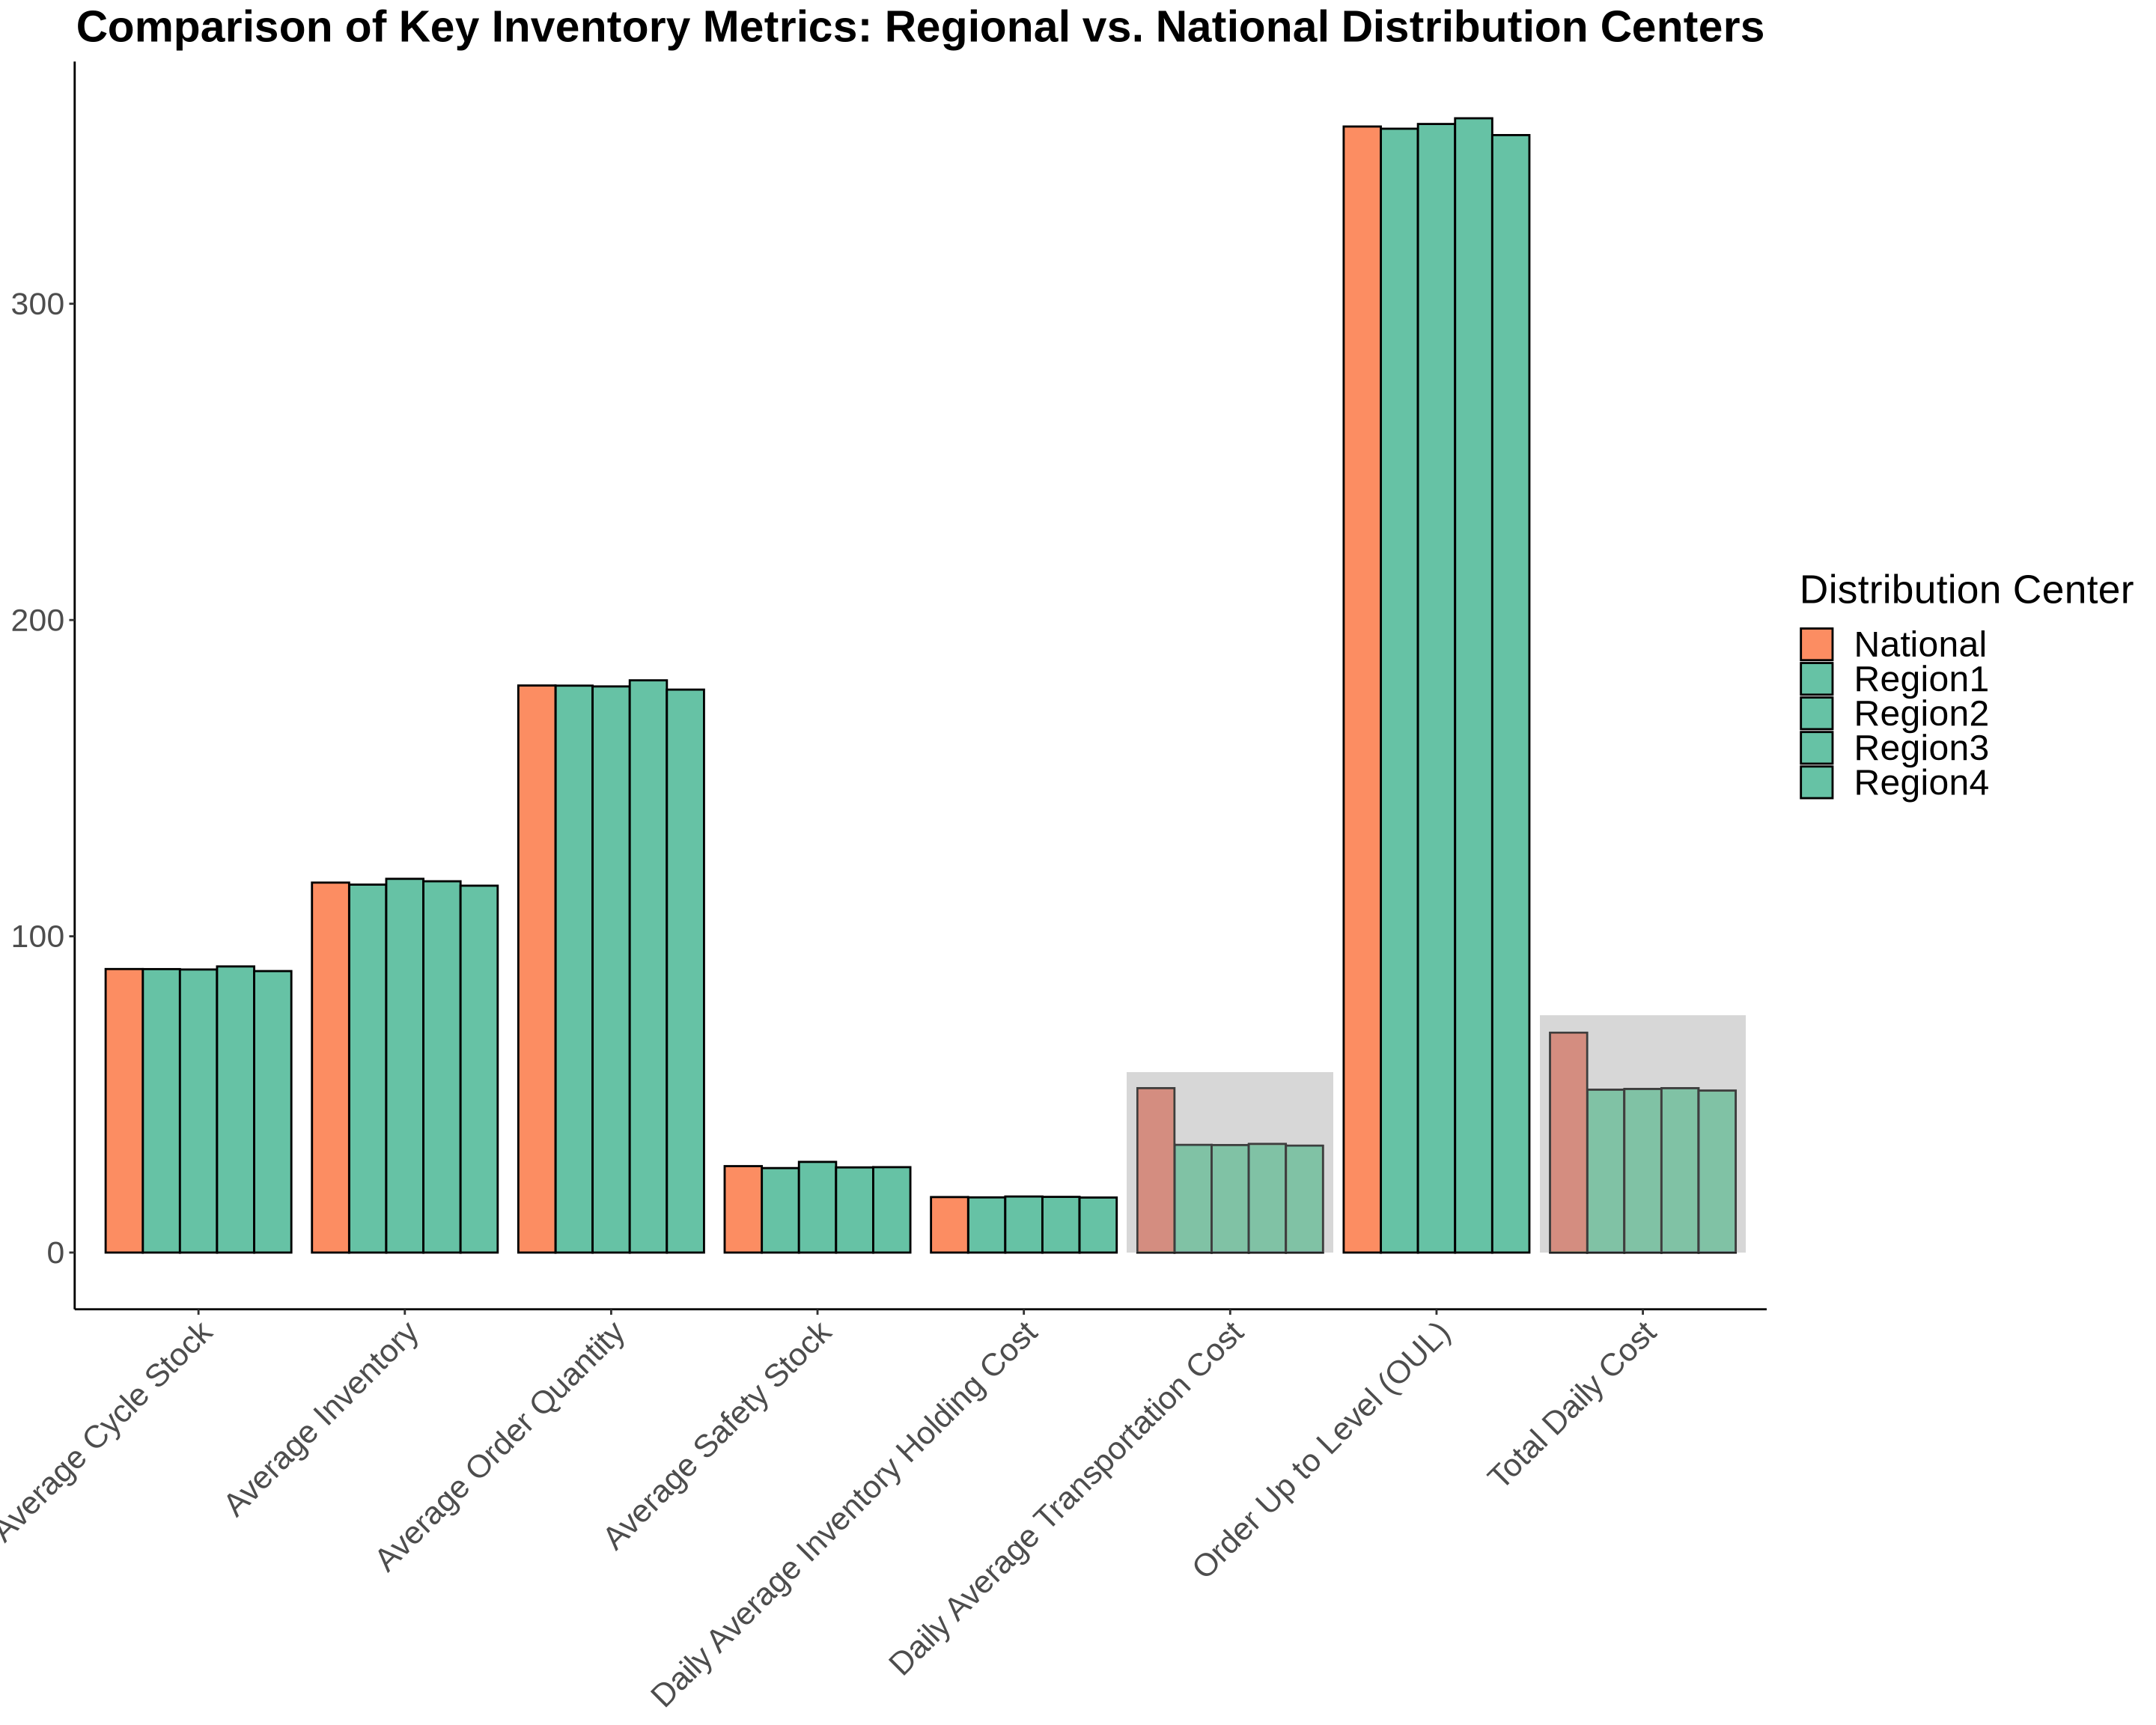 Comparison of Key Inventory Metrics: Regional vs. National Distribution Centers
300
200
100
0
Average Cycle Stock
Average Inventory
Average Order Quantity
Average Safety Stock
Daily Average Inventory Holding Cost
Daily Average Transportation Cost
Order Up to Level (OUL)
Total Daily Cost
Distribution Center
National
Region1
Region2
Region3
Region4